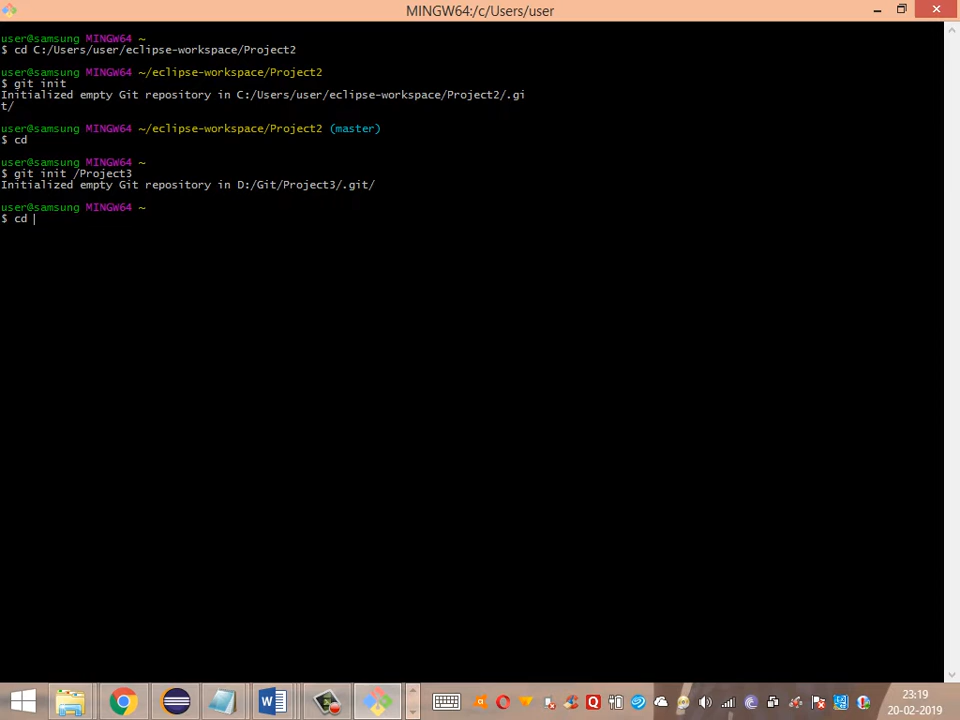 MINGW64:/c/Users/user
user@samsung MINGW64 ~
$ cd C:/Users/user/eclipse-workspace/Project2
user@samsung MINGW64 ~/eclipse-workspace/Project2
$ git init
Initialized empty Git repository in C:/Users/user/eclipse-workspace/Project2/.gi
t/
user@samsung MINGW64 ~/eclipse-workspace/Project2 (master)
$ cd
user@samsung MINGW64 ~
$ git init /Project3
Initialized empty Git repository in D:/Git/Project3/.git/
user@samsung MINGW64 ~
$ cd
23:19
20-02-2019